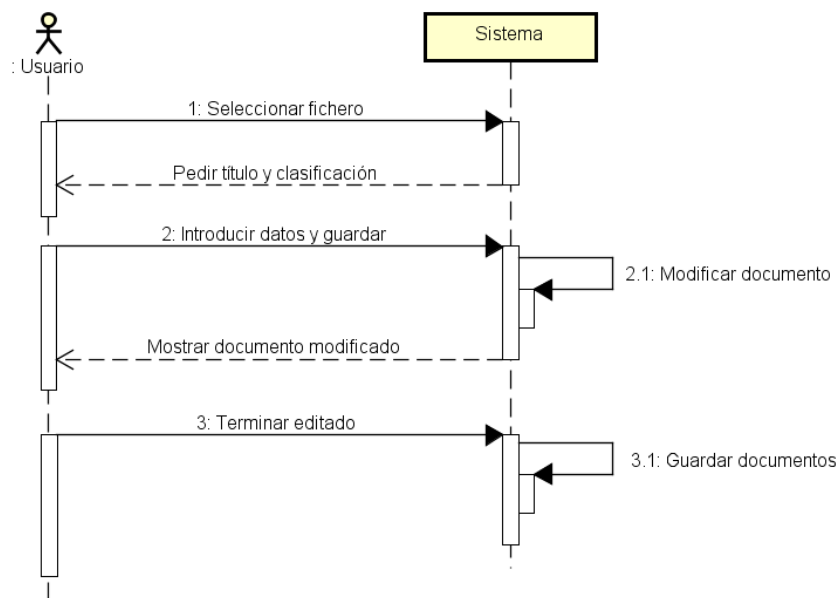 Sistema
: Usuario
1: Seleccionar fichero
Pedir título y clasificación
2: Introducir datos y guardar
2.1: Modificar documento
Mostrar documento modificado
3: Terminar editado
3.1: Guardar documentos